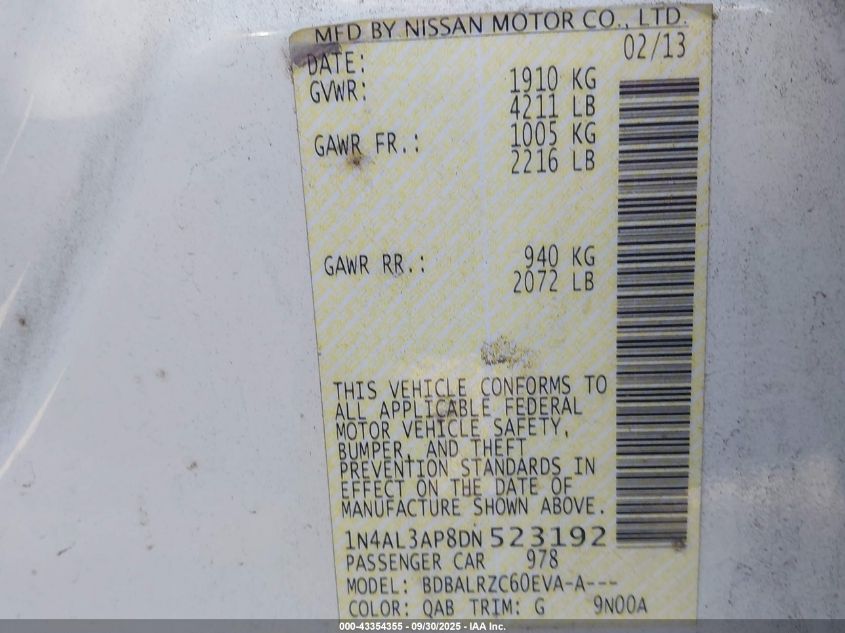 MFD BY NISSAN MOTOR CO., LTD.
DATE: 02/13
GVWR: 1910 KG
4211 LB
GAWR FR.: 1005 KG
2216 LB
GAWR RR.: 940 KG
2072 LB
THIS VEHICLE CONFORMS TO
ALL APPLICABLE FEDERAL
MOTOR VEHICLE SAFETY,
BUMPER, AND THEFT
PREVENTION STANDARDS IN
EFFECT ON THE DATE OF
MANUFACTURE SHOWN ABOVE.
1N4AL3AP8DN 523192
PASSENGER CAR 978
MODEL: BDBALRZC60EVA-A---
COLOR: QAB TRIM: G 9N00A
000-43354355 - 09/30/2025 - IAA Inc.